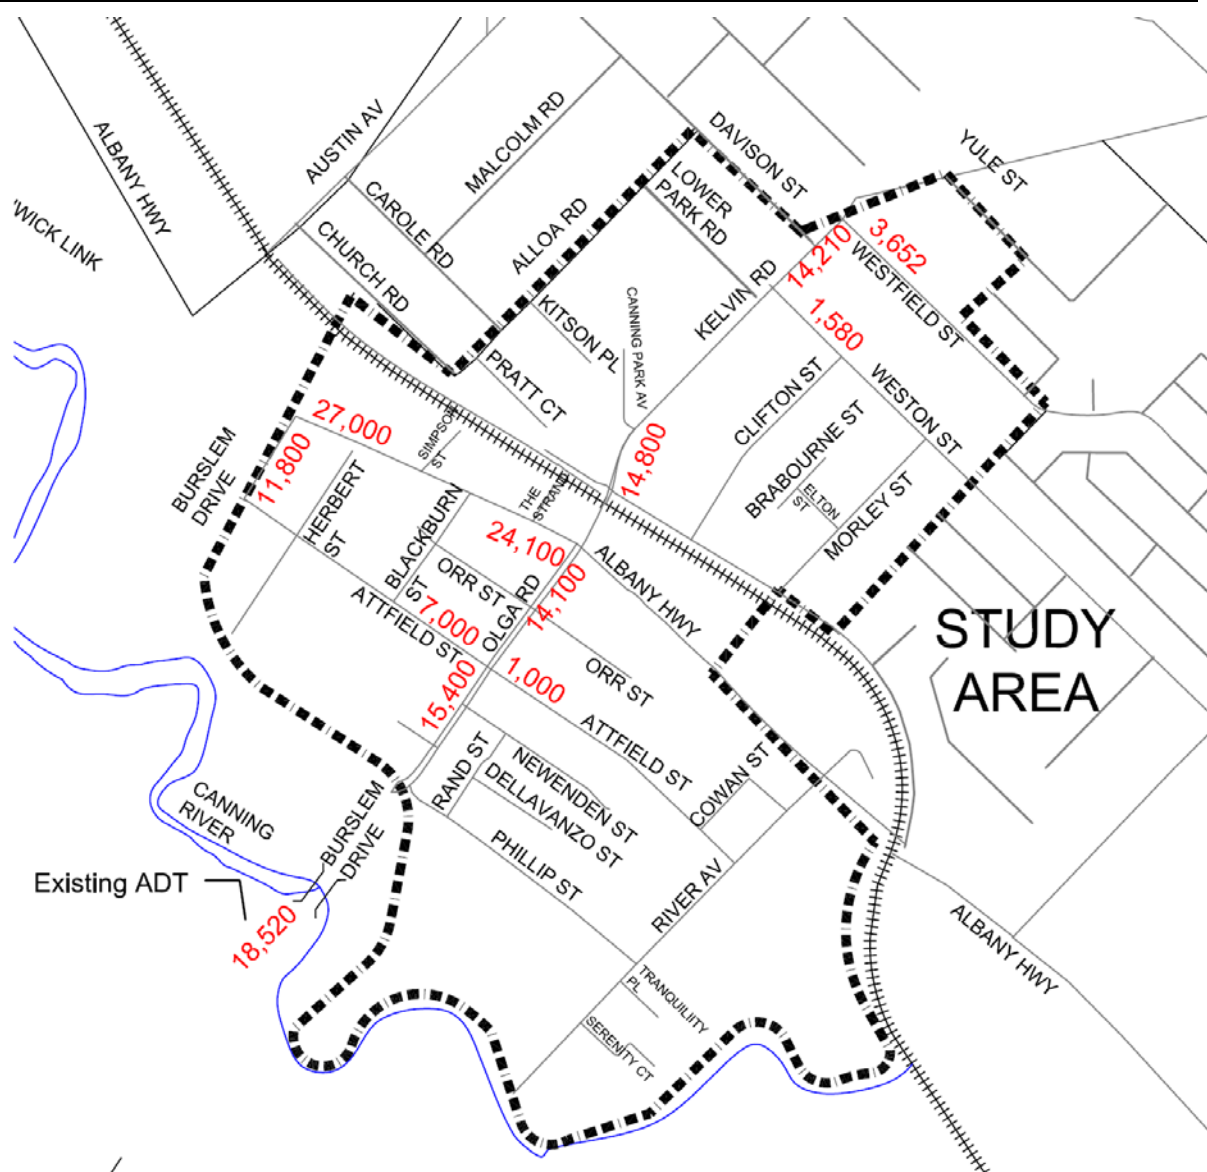 ALBANY HWY
AUSTIN AV
MALCOLM RD
DAVISON ST
YULE ST
WICK LINK
CAROLE RD
CHURCH RD
ALLOA RD
LOWER
PARK RD
KELVIN RD
14,210
3,652
WESTFIELD ST
1,580
KITSON PL
CANNING PARK AV
PRATT CT
CLIFTON ST
WESTON ST
BURSLEM
DRIVE
27,000
11,800
SIMPSON
ST
14,800
BRABOURNE ST
ELTON
ST
MORLEY ST
HERBERT
ST
BLACKBURN
ST
THE
STRAND
24,100
ORR ST
OLGA RD
14,100
ALBANY HWY
ATTFIELD ST
7,000
15,400
1,000
ORR ST
ATTFIELD ST
STUDY
AREA
RAND ST
NEWENDEN ST
DELLAVANZO ST
COWAN ST
PHILLIP ST
RIVER AV
CANNING
RIVER
BURSLEM
DRIVE
Existing ADT
18,520
ALBANY HWY
TRANQUILIITY
PL
SERENITY CT